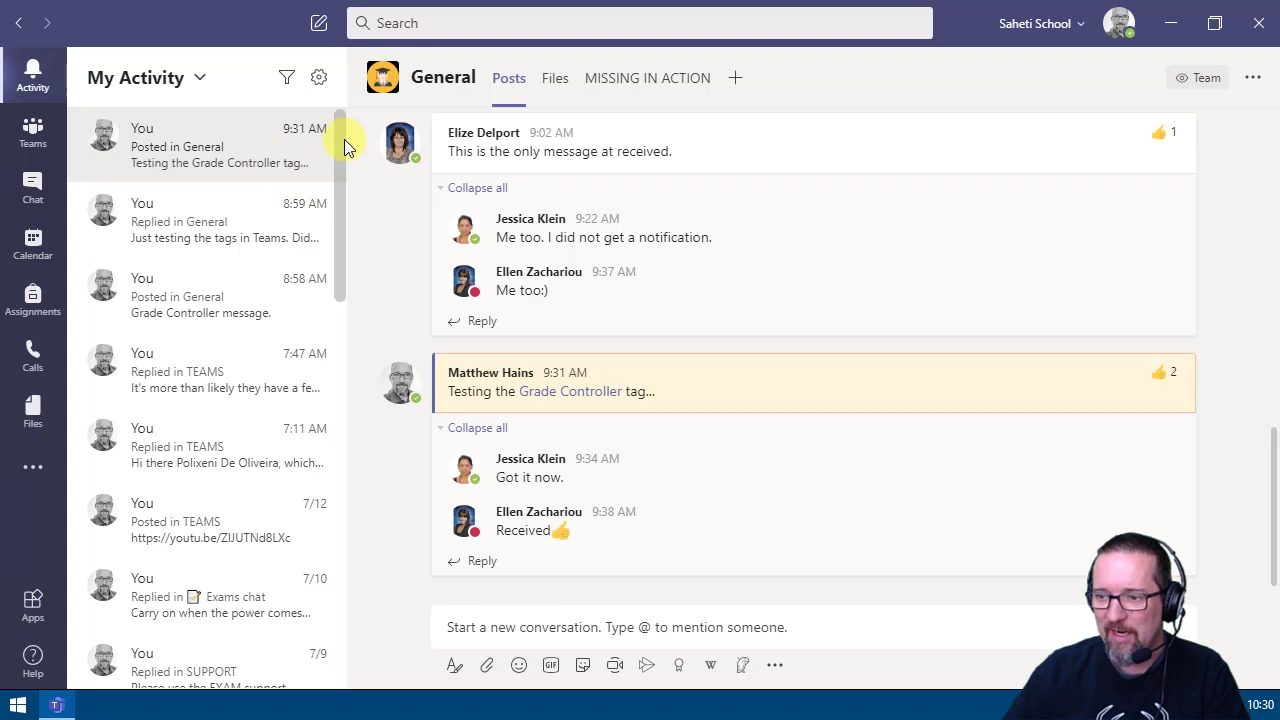 Search
Saheti School
Activity
Teams
Chat
Calendar
Assignments
Calls
Files
Apps
Help
My Activity
You 9:31 AM
Posted in General
Testing the Grade Controller tag...
You 8:59 AM
Replied in General
Just testing the tags in Teams. Did...
You 8:58 AM
Posted in General
Grade Controller message.
You 7:47 AM
Replied in TEAMS
It's more than likely they have a fe...
You 7:11 AM
Replied in TEAMS
Hi there Polixeni De Oliveira, which...
You 7/12
Posted in TEAMS
https://youtu.be/ZIJUTNd8LXc
You 7/10
Replied in 📝 Exams chat
Carry on when the power comes...
You 7/9
Replied in SUPPORT
Please use the EXAM support
General Posts Files MISSING IN ACTION
Team
Elize Delport 9:02 AM 👍 1
This is the only message at received.
Collapse all
Jessica Klein 9:22 AM
Me too. I did not get a notification.
Ellen Zachariou 9:37 AM
Me too:)
Reply
Matthew Hains 9:31 AM 👍 2
Testing the Grade Controller tag...
Collapse all
Jessica Klein 9:34 AM
Got it now.
Ellen Zachariou 9:38 AM
Received👍
Reply
Start a new conversation. Type @ to mention someone.
GIF
10:30